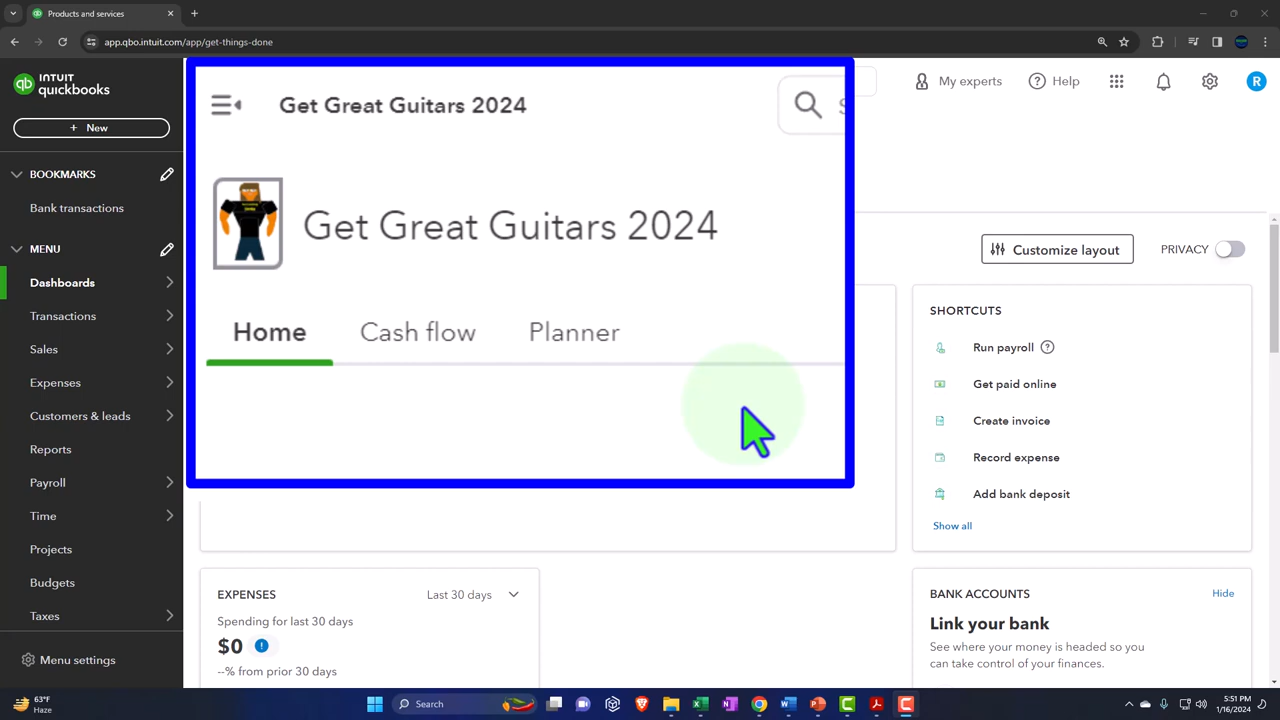 Products and services
app.qbo.intuit.com/app/get-things-done
INTUIT
quickbooks
+ New
BOOKMARKS
Bank transactions
MENU
Dashboards
Transactions
Sales
Expenses
Customers & leads
Reports
Payroll
Time
Projects
Budgets
Taxes
Menu settings
Get Great Guitars 2024
Get Great Guitars 2024
Home
Cash flow
Planner
My experts
Help
R
Customize layout
PRIVACY
SHORTCUTS
Run payroll
Get paid online
Create invoice
Record expense
Add bank deposit
Show all
EXPENSES
Last 30 days
Spending for last 30 days
$0
--% from prior 30 days
BANK ACCOUNTS
Hide
Link your bank
See where your money is headed so you
can take control of your finances.
63°F
Haze
Search
5:51 PM
1/16/2024